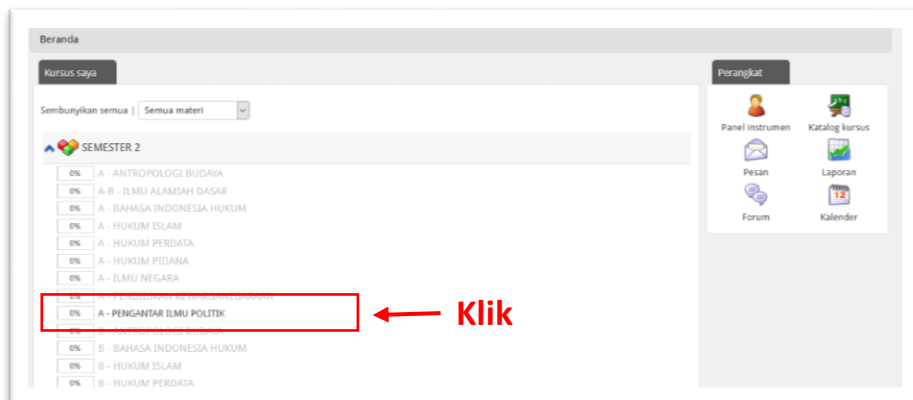 Beranda
Kursus saya
Sembunyikan semua | Semua materi
SEMESTER 2
0% A - ANTROPOLOGI BUDAYA
0% A-B - ILMU ALAMIAH DASAR
0% A - BAHASA INDONESIA HUKUM
0% A - HUKUM ISLAM
0% A - HUKUM PERDATA
0% A - HUKUM PIDANA
0% A - ILMU NEGARA
0% A - PENDIDIKAN KEWARGANEGARAAN
0% A - PENGANTAR ILMU POLITIK
Klik
0% B - ANTROPOLOGI BUDAYA
0% B - BAHASA INDONESIA HUKUM
0% B - HUKUM ISLAM
0% B - HUKUM PERDATA
Perangkat
Panel instrumen Katalog kursus
Pesan Laporan
12
Forum Kalender